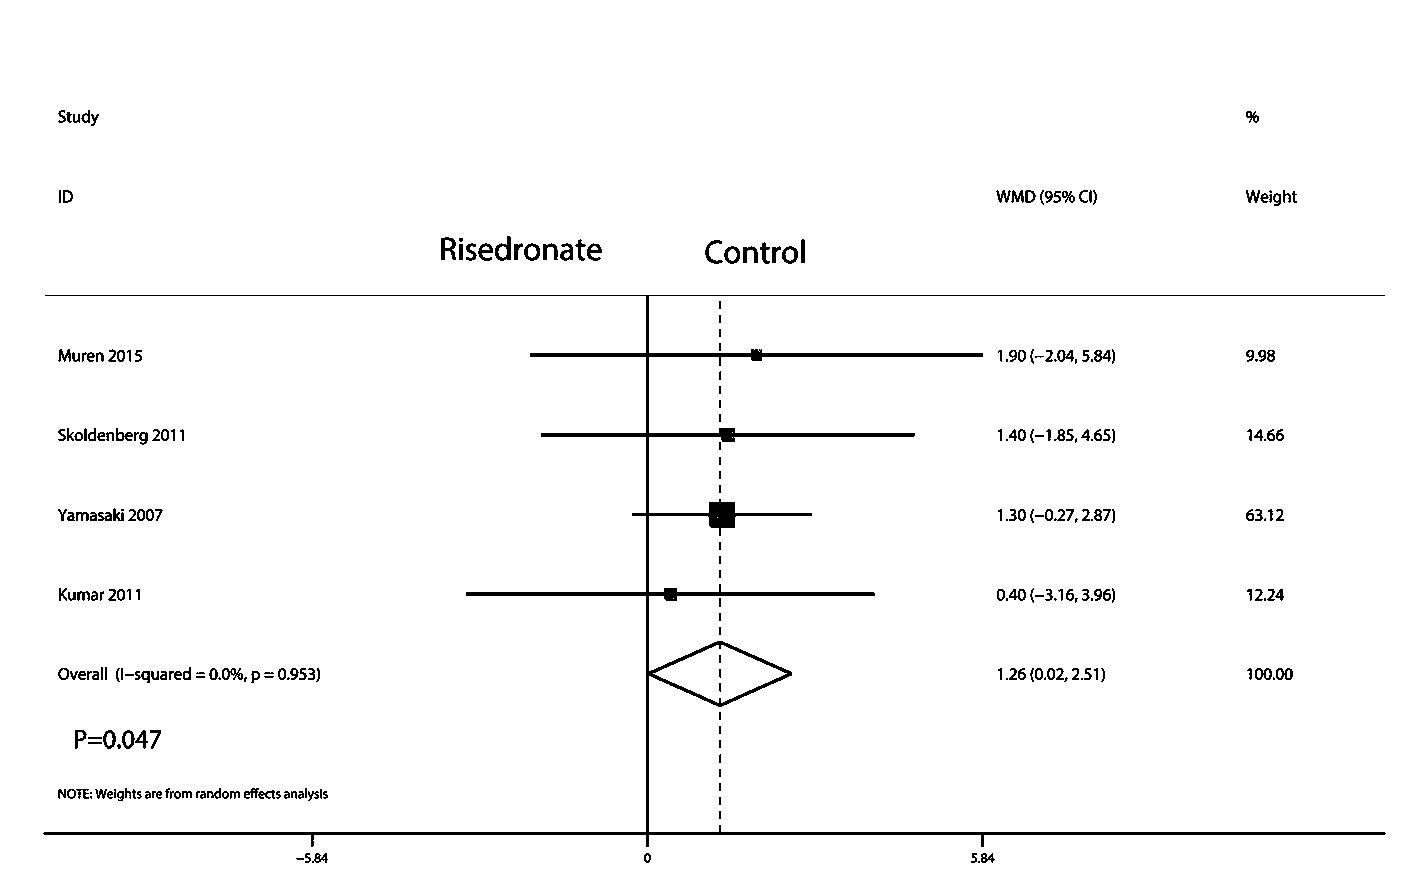 Study %
ID WMD (95% CI) Weight
Risedronate Control
Muren 2015 1.90 (−2.04, 5.84) 9.98
Skoldenberg 2011 1.40 (−1.85, 4.65) 14.66
Yamasaki 2007 1.30 (−0.27, 2.87) 63.12
Kumar 2011 0.40 (−3.16, 3.96) 12.24
Overall (I−squared = 0.0%, p = 0.953) 1.26 (0.02, 2.51) 100.00
P=0.047
NOTE: Weights are from random effects analysis
−5.84 0 5.84